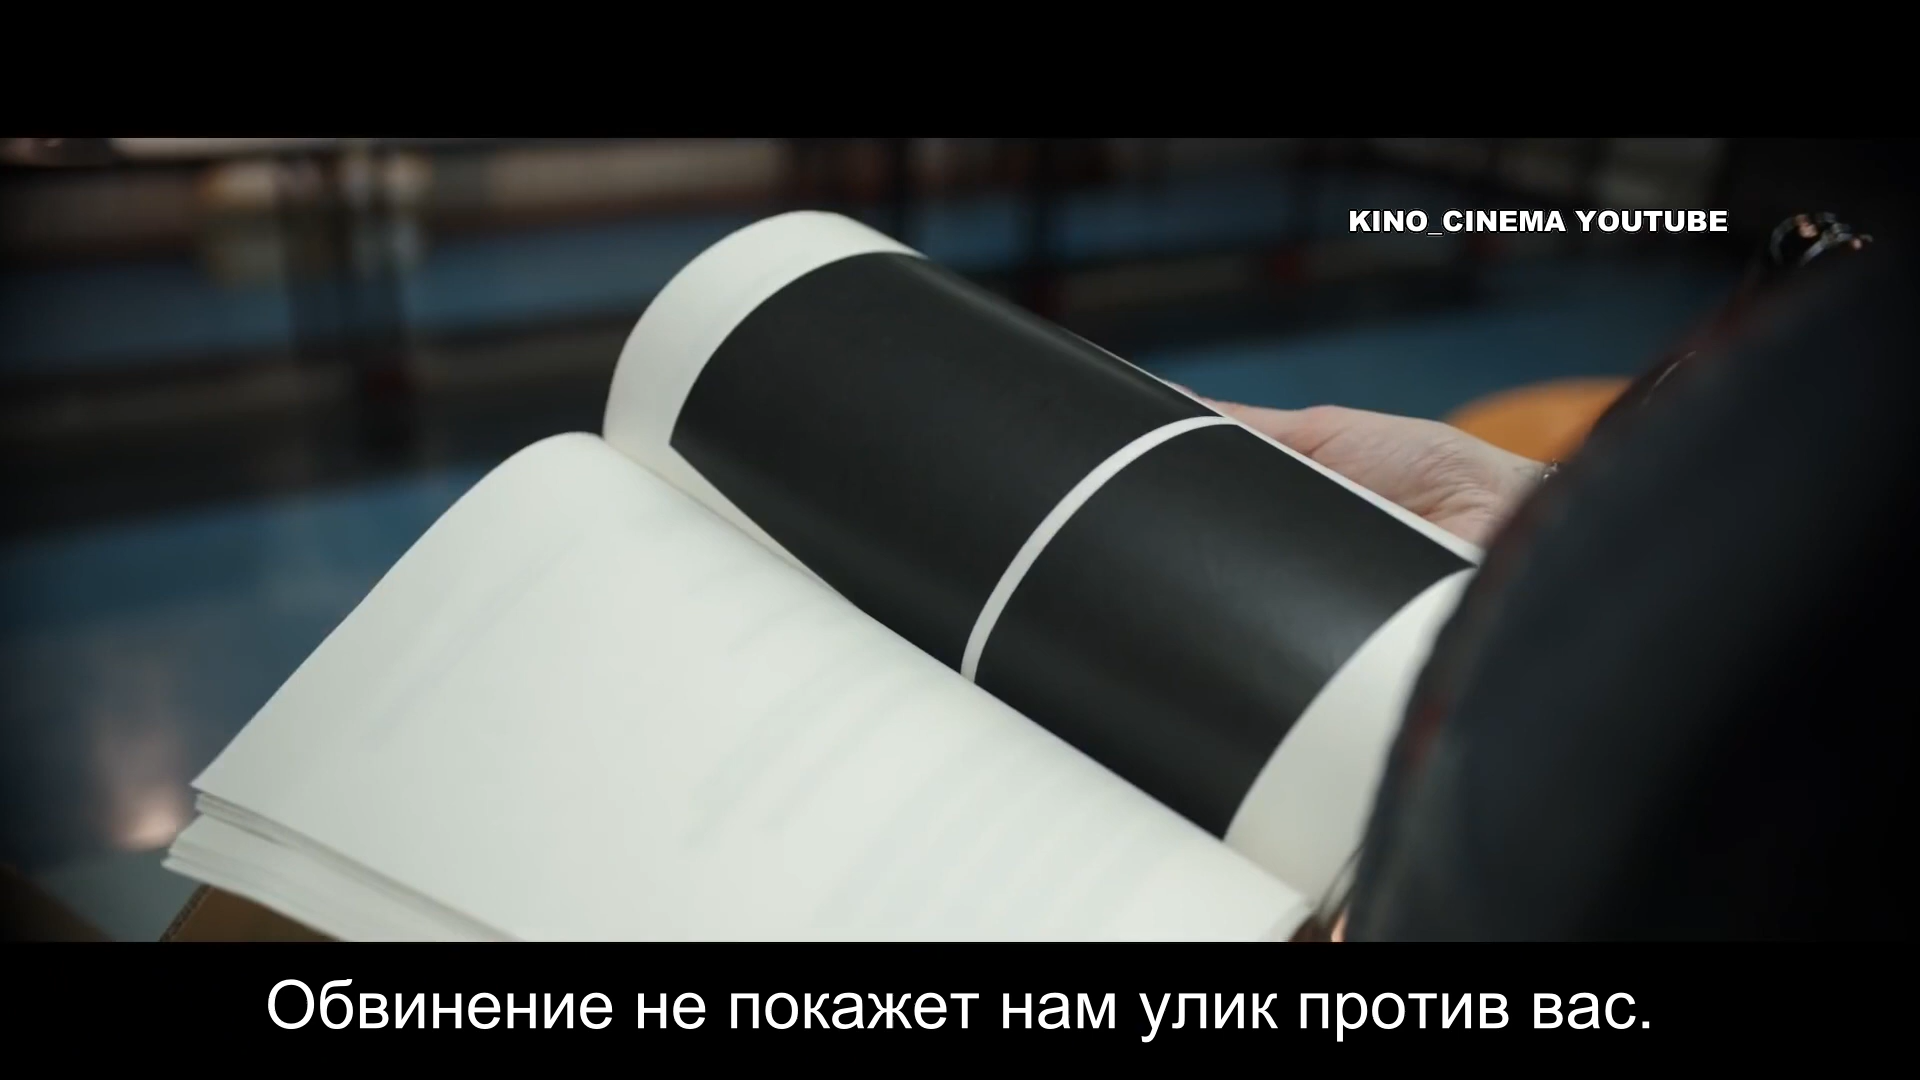 KINO_CINEMA YOUTUBE
Обвинение не покажет нам улик против вас.